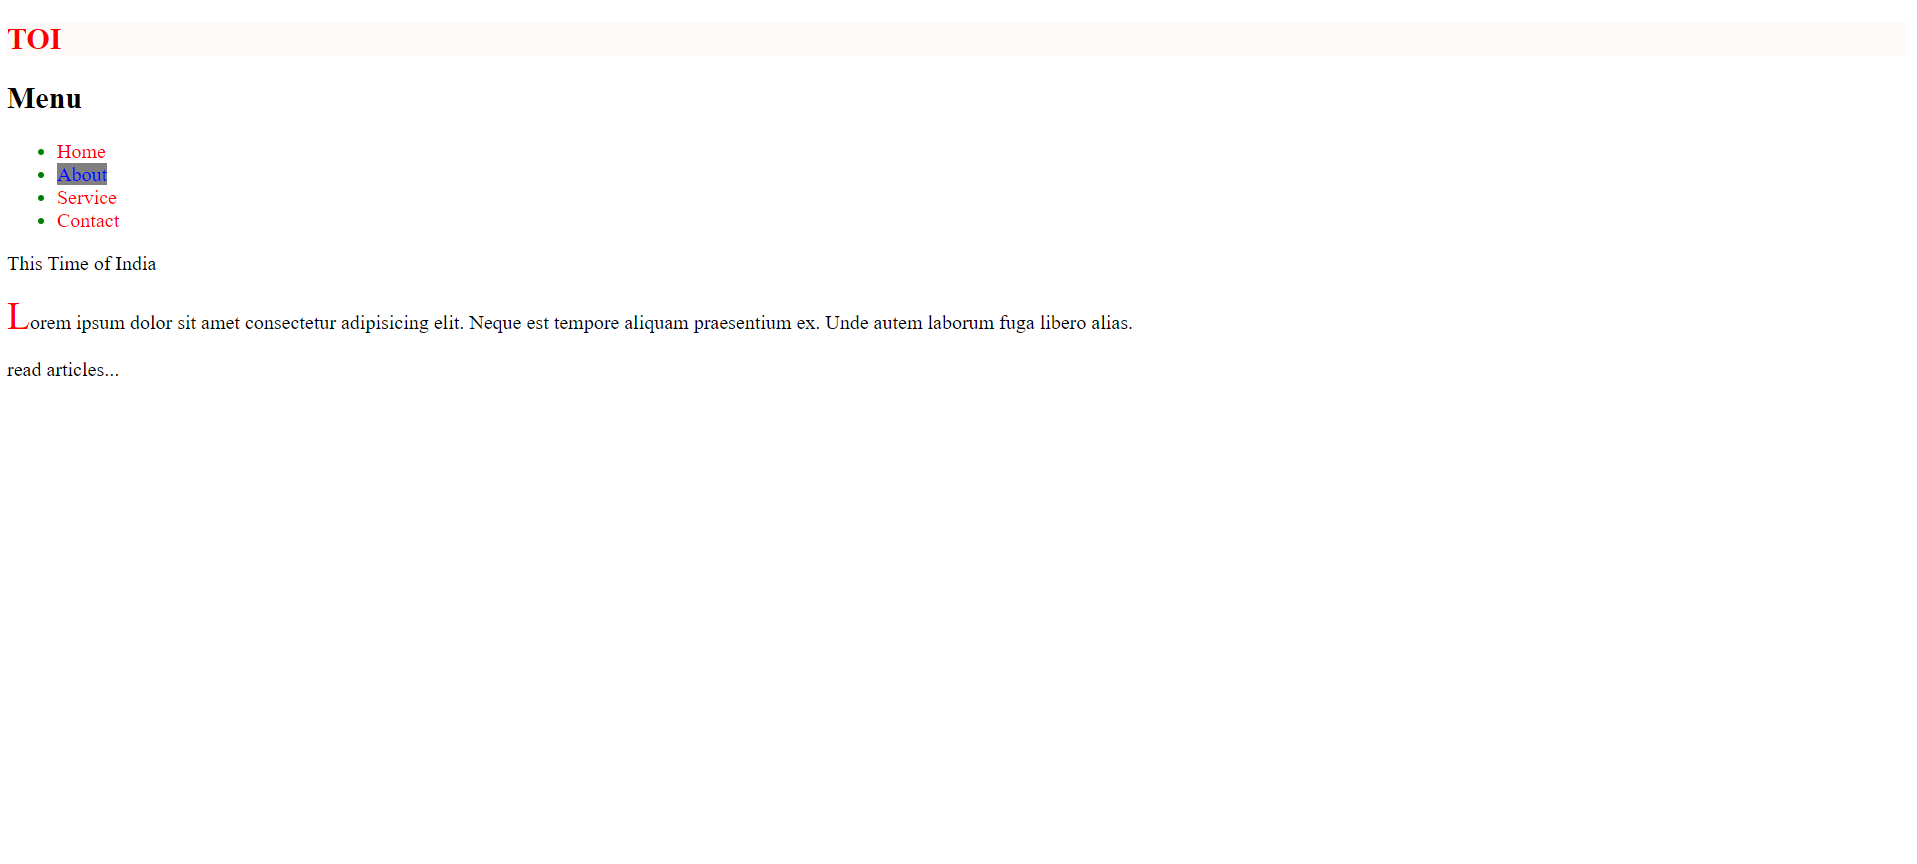 TOI
Menu
Home
About
Service
Contact
This Time of India
Lorem ipsum dolor sit amet consectetur adipisicing elit. Neque est tempore aliquam praesentium ex. Unde autem laborum fuga libero alias.
read articles...